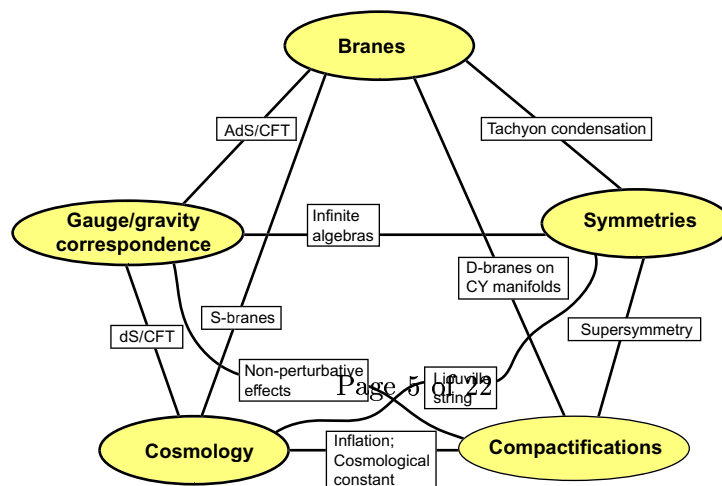 Branes
AdS/CFT
Tachyon condensation
Gauge/gravity
correspondence
Infinite
algebras
Symmetries
D-branes on
CY manifolds
S-branes
dS/CFT
Supersymmetry
Non-perturbative
effects
Liouville
string
Page 5 of 22
Cosmology
Inflation;
Cosmological
constant
Compactifications